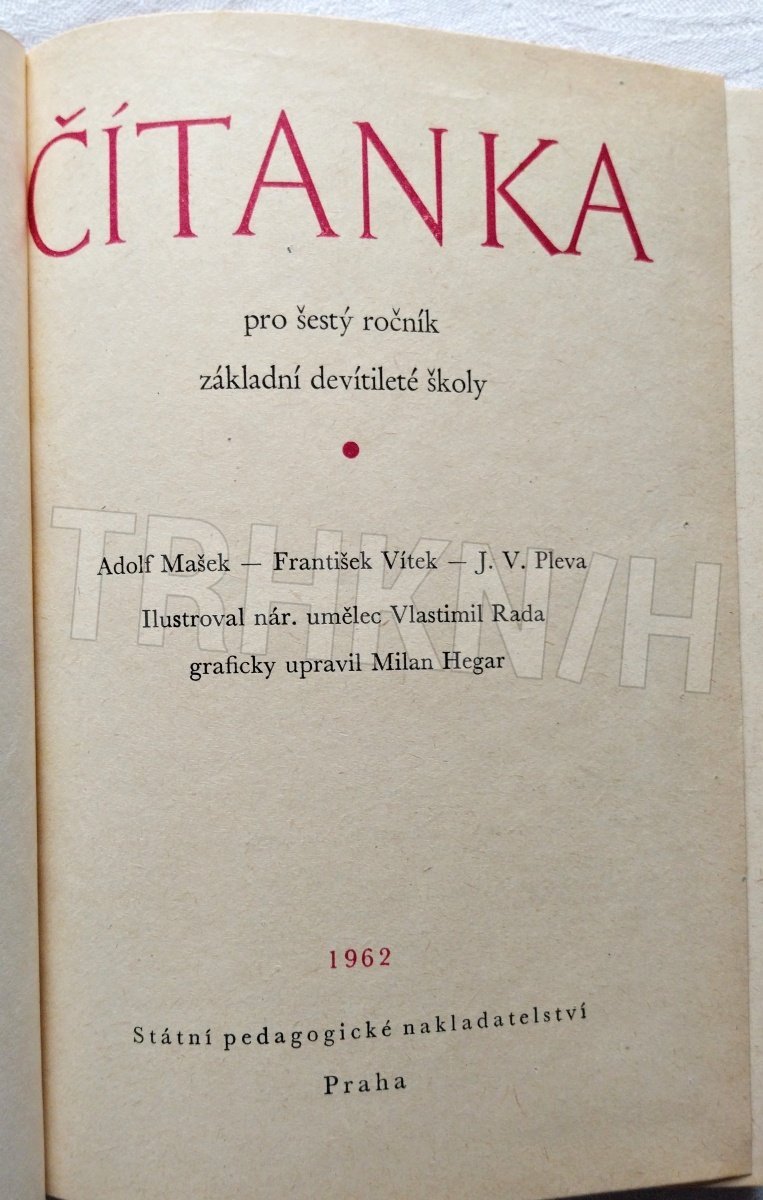 ČÍTANKA
pro šestý ročník
základní devítileté školy
Adolf Mašek — František Vítek — J. V. Pleva
Ilustroval nár. umělec Vlastimil Rada
graficky upravil Milan Hegar
TRHKNIH
1962
Státní pedagogické nakladatelství
Praha